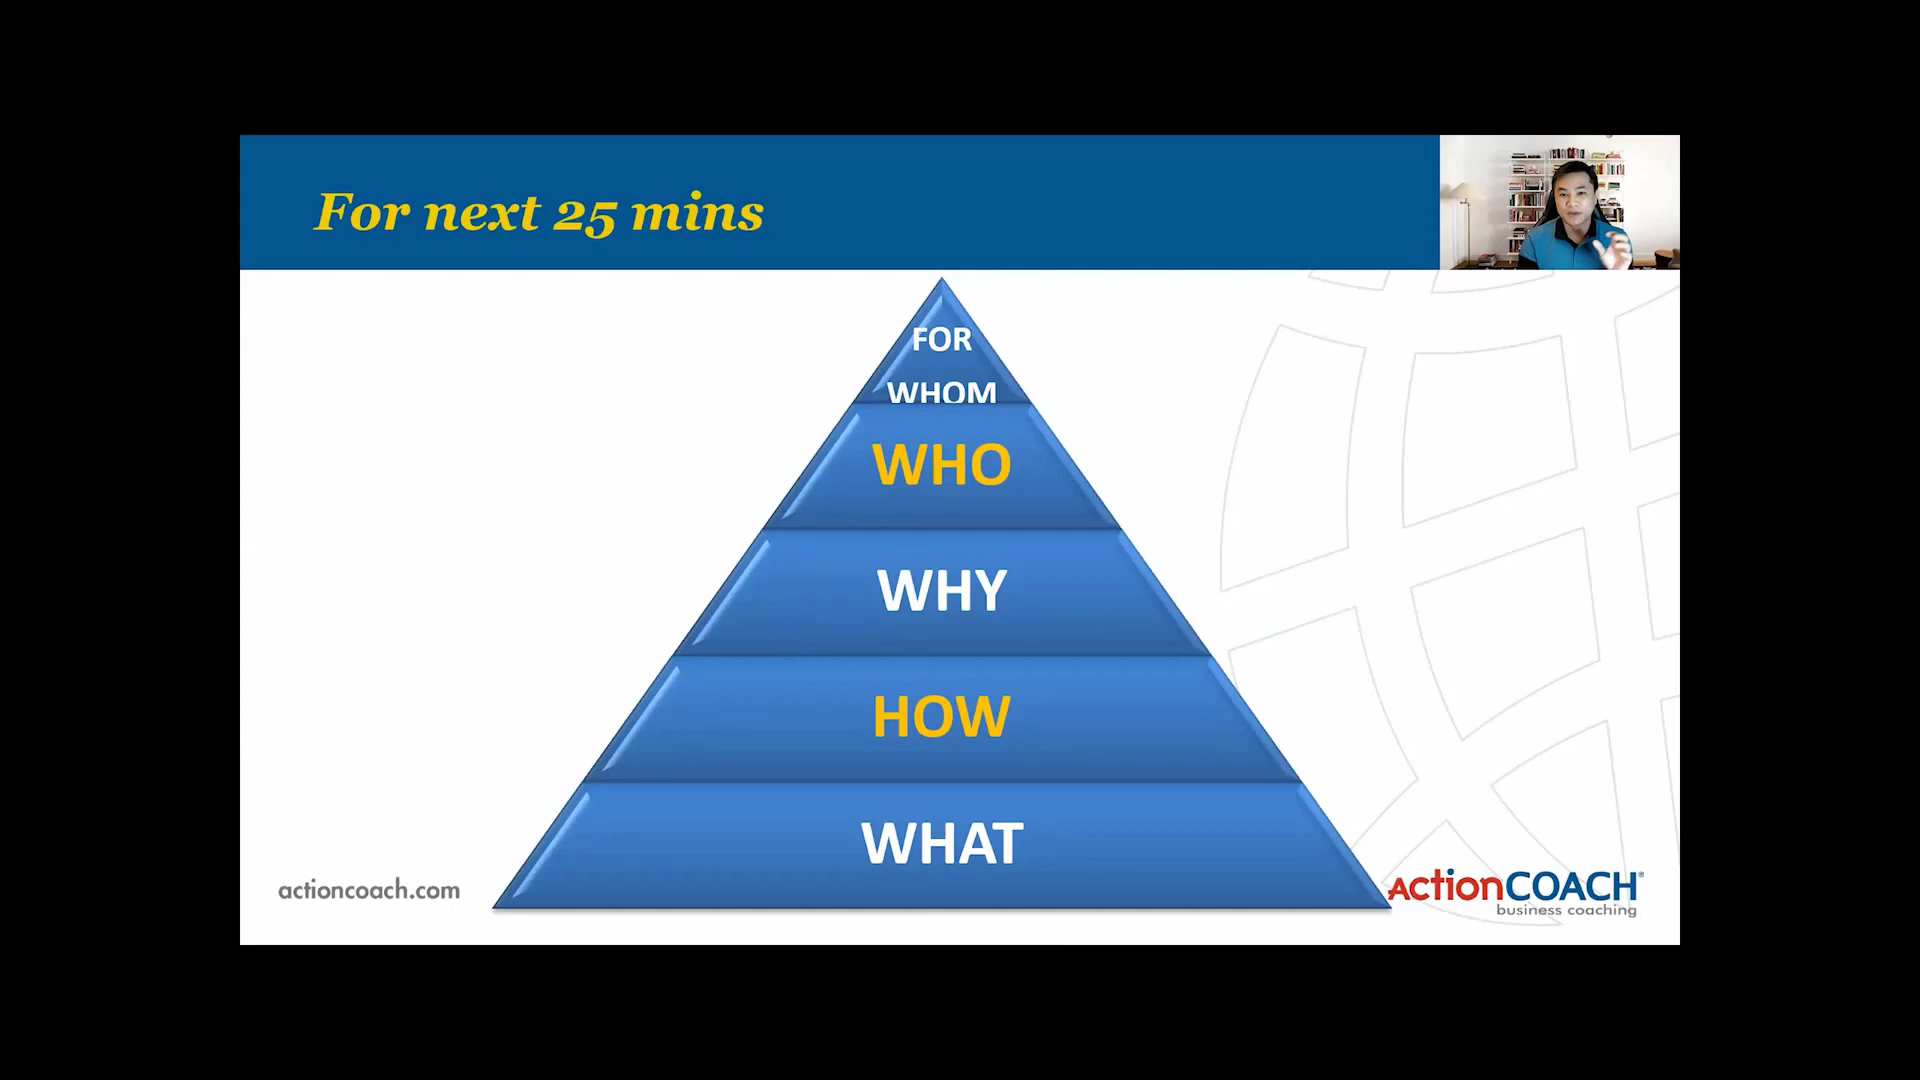 For next 25 mins
FOR
WHOM
WHO
WHY
HOW
WHAT
actioncoach.com
ActionCOACH®
business coaching